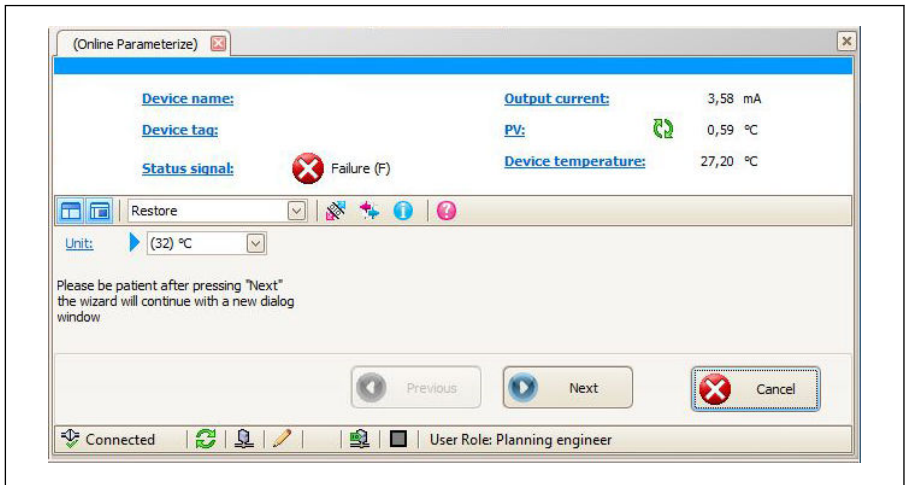 (Online Parameterize)
Device name:
Output current: 3,58 mA
Device tag:
PV: 0,59 °C
Status signal: Failure (F)
Device temperature: 27,20 °C
Restore
Unit: (32) °C
Please be patient after pressing "Next"
the wizard will continue with a new dialog
window
Previous Next Cancel
Connected User Role: Planning engineer